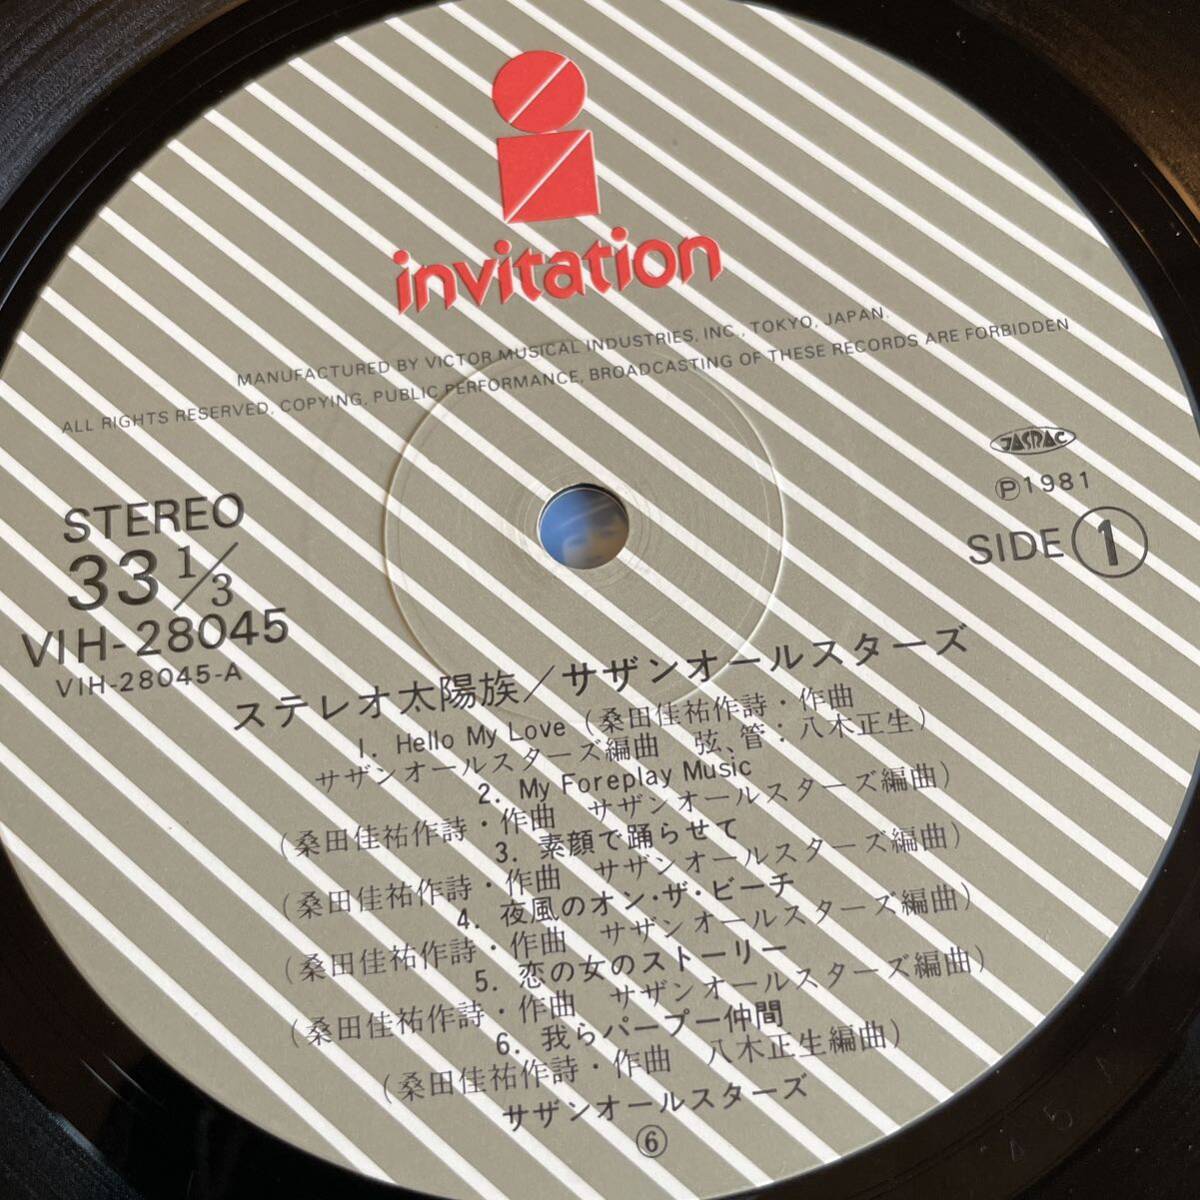 invitation
MANUFACTURED BY VICTOR MUSICAL INDUSTRIES, INC., TOKYO, JAPAN.
ALL RIGHTS RESERVED, COPYING, PUBLIC PERFORMANCE, BROADCASTING OF THESE RECORDS ARE FORBIDDEN
JASRAC
Ⓟ1981
SIDE ①
STEREO
33 1/3
VIH-28045
VIH-28045-A
ステレオ太陽族/サザンオールスターズ
1. Hello My Love (桑田佳祐作詩・作曲
サザンオールスターズ編曲 弦、管:八木正生)
2. My Foreplay Music
(桑田佳祐作詩・作曲 サザンオールスターズ編曲)
3. 素顔で踊らせて
(桑田佳祐作詩・作曲 サザンオールスターズ編曲)
4. 夜風のオン・ザ・ビーチ
(桑田佳祐作詩・作曲 サザンオールスターズ編曲)
5. 恋の女のストーリー
(桑田佳祐作詩・作曲 サザンオールスターズ編曲)
6. 我らパープー仲間
(桑田佳祐作詩・作曲 八木正生編曲)
サザンオールスターズ
⑥